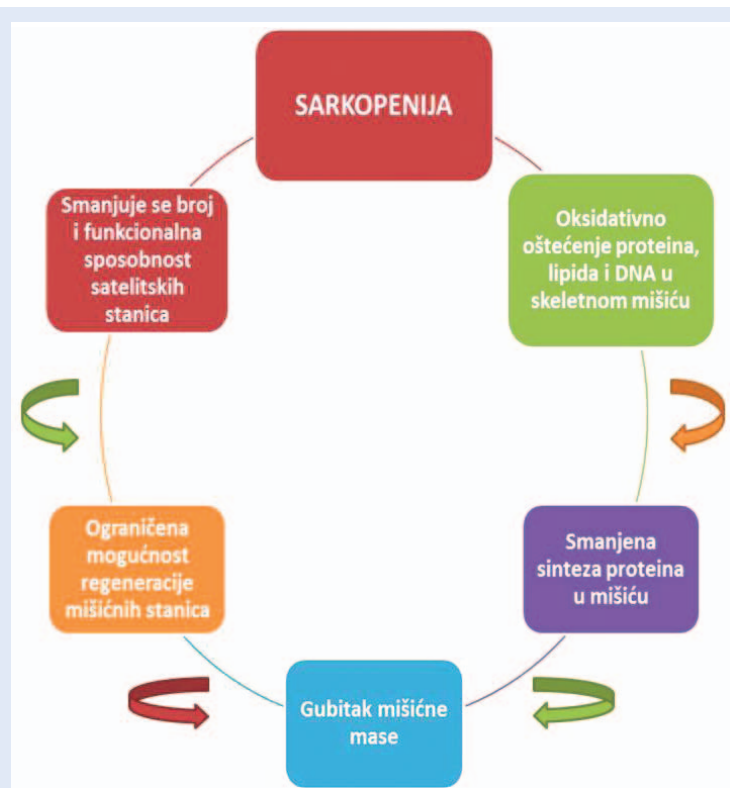 SARKOPENIJA
Smanjuje se broj
i funkcionalna
sposobnost
satelitskih
stanica
Oksidativno
oštećenje proteina,
lipida i DNA u
skeletnom mišiću
Ograničena
mogućnost
regeneracije
mišićnih stanica
Smanjena
sinteza proteina
u mišiću
Gubitak mišićne
mase